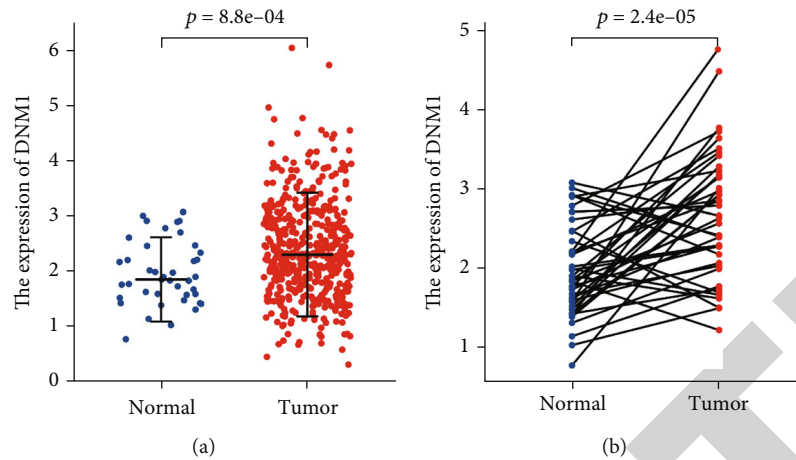 p = 8.8e–04
The expression of DNM1
6
5
4
3
2
1
0
Normal
Tumor
(a)
p = 2.4e–05
The expression of DNM1
5
4
3
2
1
Normal
Tumor
(b)